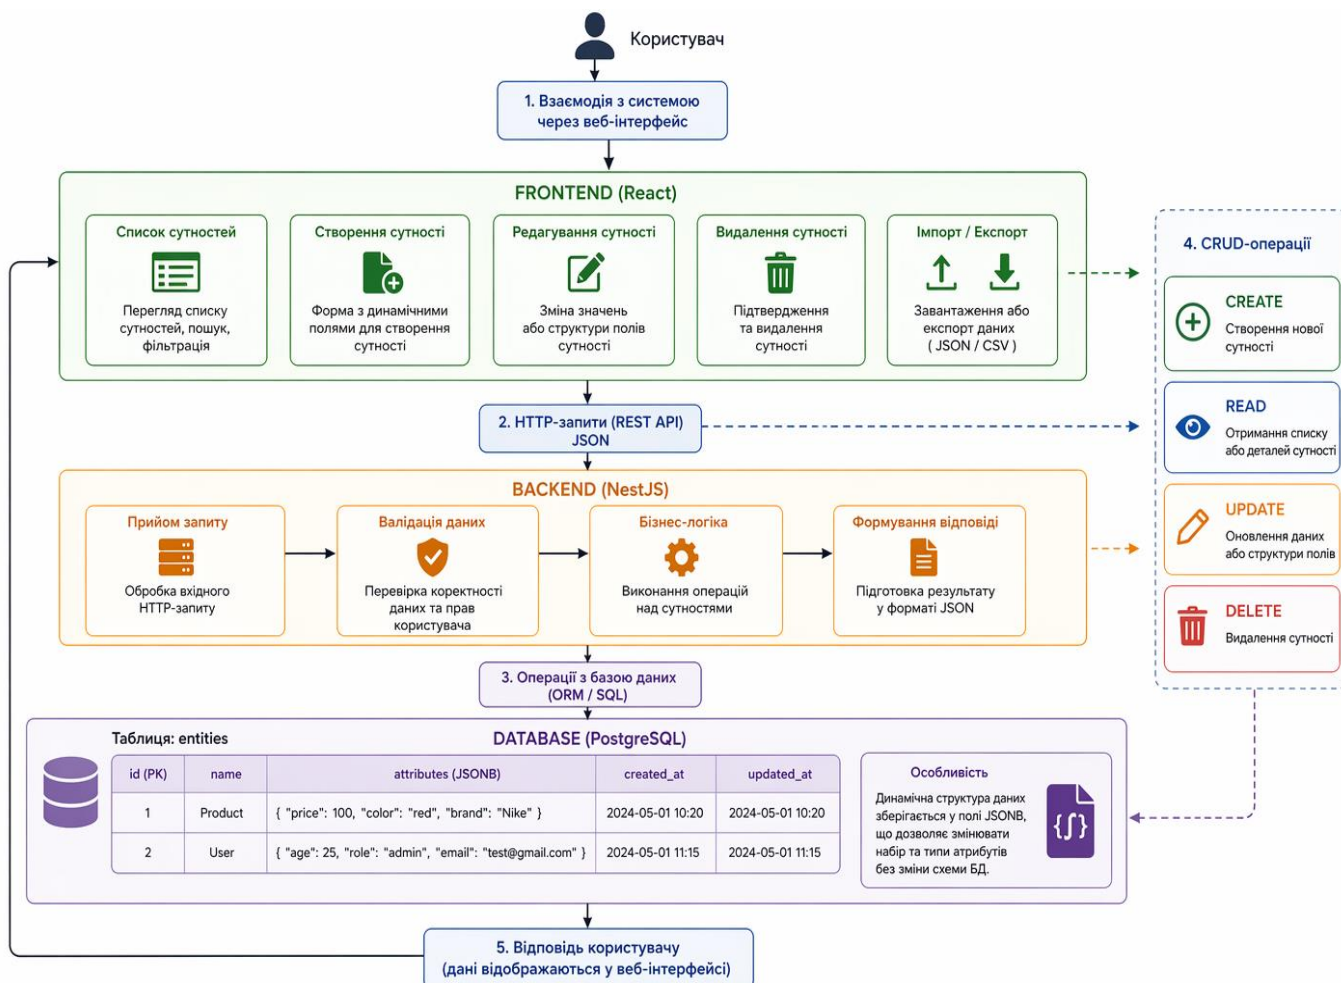 Користувач
1. Взаємодія з системою
через веб-інтерфейс
FRONTEND (React)
Список сутностей
Перегляд списку
сутностей, пошук,
фільтрація
Створення сутності
Форма з динамічними
полями для створення
сутності
Редагування сутності
Зміна значень
або структури полів
сутності
Видалення сутності
Підтвердження
та видалення
сутності
Імпорт / Експорт
Завантаження або
експорт даних
( JSON / CSV )
2. HTTP-запити (REST API)
JSON
BACKEND (NestJS)
Прийом запиту
Обробка вхідного
HTTP-запиту
Валідація даних
Перевірка коректності
даних та прав
користувача
Бізнес-логіка
Виконання операцій
над сутностями
Формування відповіді
Підготовка результату
у форматі JSON
3. Операції з базою даних
(ORM / SQL)
4. CRUD-операції
CREATE
Створення нової
сутності
READ
Отримання списку
або деталей сутності
UPDATE
Оновлення даних
або структури полів
DELETE
Видалення сутності
DATABASE (PostgreSQL)
Таблиця: entities
id (PK) name attributes (JSONB) created_at updated_at
1 Product { "price": 100, "color": "red", "brand": "Nike" } 2024-05-01 10:20 2024-05-01 10:20
2 User { "age": 25, "role": "admin", "email": "test@gmail.com" } 2024-05-01 11:15 2024-05-01 11:15
Особливість
Динамічна структура даних
зберігається у полі JSONB,
що дозволяє змінювати
набір та типи атрибутів
без зміни схеми БД.
{∫}
5. Відповідь користувачу
(дані відображаються у веб-інтерфейсі)